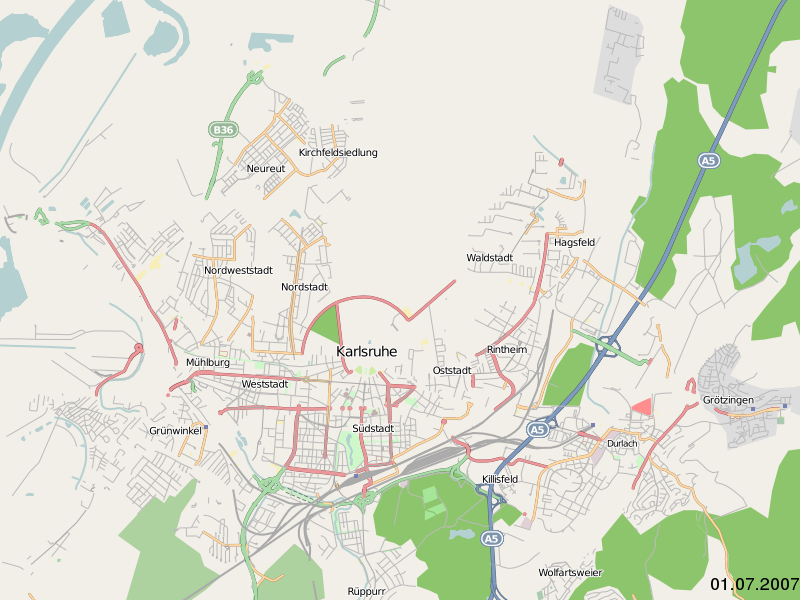 B36
Kirchfeldsiedlung
Neureut
A5
Hagsfeld
Waldstadt
Nordweststadt
Nordstadt
Karlsruhe
Rintheim
Mühlburg
Oststadt
Weststadt
Grötzingen
Grünwinkel
Südstadt
A5
Durlach
Killisfeld
A5
Wolfartsweier
01.07.2007
Rüppurr